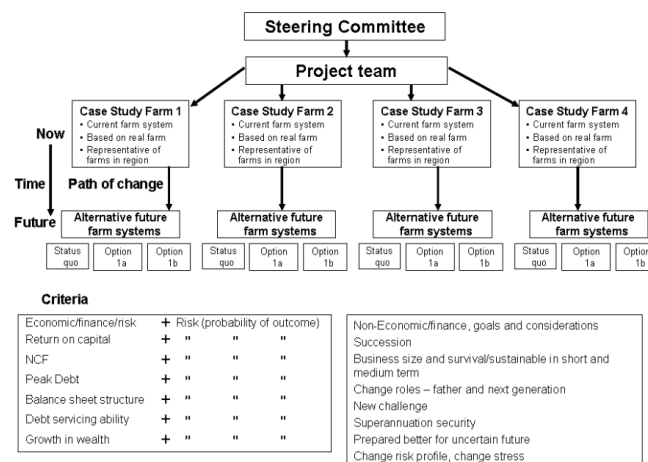 Steering Committee
Project team
Case Study Farm 1
• Current farm system
• Based on real farm
• Representative of
farms in region
Case Study Farm 2
• Current farm system
• Based on real farm
• Representative of
farms in region
Case Study Farm 3
• Current farm system
• Based on real farm
• Representative of
farms in region
Case Study Farm 4
• Current farm system
• Based on real farm
• Representative of
farms in region
Now
Time
Path of change
Future
Alternative future
farm systems
Alternative future
farm systems
Alternative future
farm systems
Alternative future
farm systems
Status
quo
Option
1a
Option
1b
Status
quo
Option
1a
Option
1b
Status
quo
Option
1a
Option
1b
Status
quo
Option
1a
Option
1b
Criteria
Economic/finance/risk + Risk (probability of outcome)
Return on capital + " " "
NCF + " " "
Peak Debt + " " "
Balance sheet structure + " " "
Debt servicing ability + " " "
Growth in wealth + " " "
Non-Economic/finance, goals and considerations
Succession
Business size and survival/sustainable in short and
medium term
Change roles – father and next generation
New challenge
Superannuation security
Prepared better for uncertain future
Change risk profile, change stress